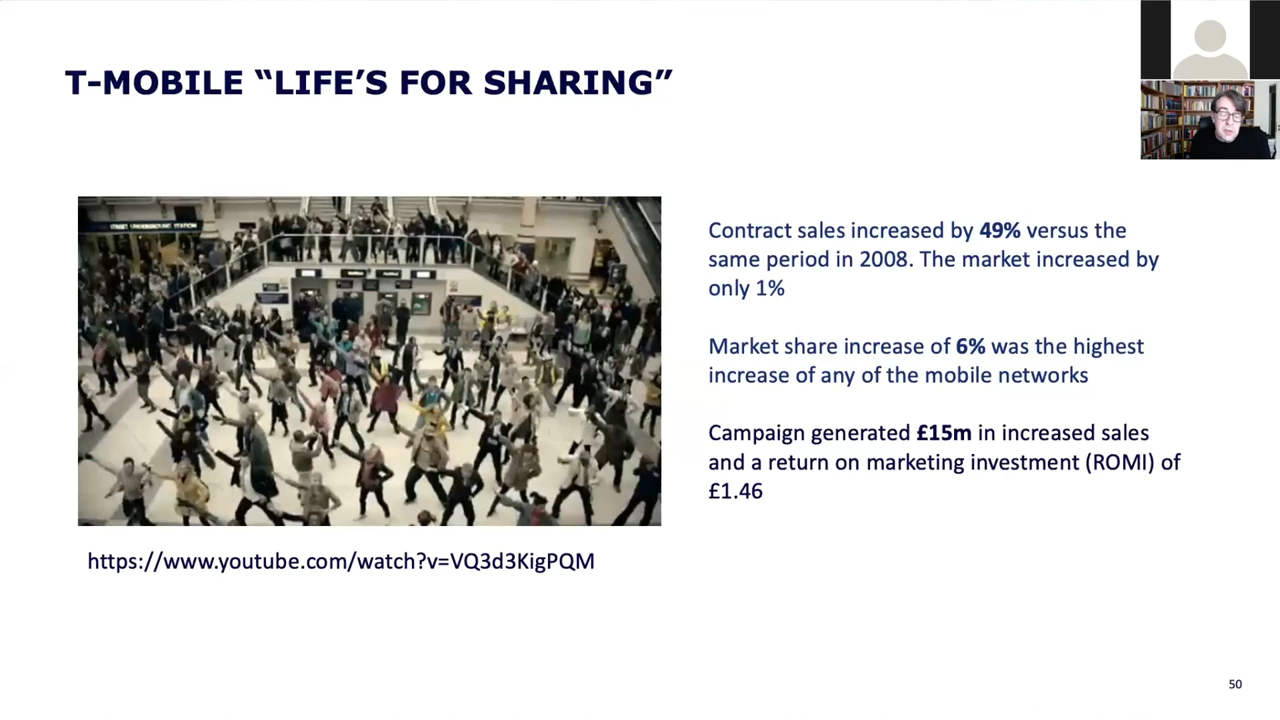 T-MOBILE “LIFE’S FOR SHARING”
STREET UNDERGROUND STATION
Contract sales increased by 49% versus the
same period in 2008. The market increased by
only 1%
Market share increase of 6% was the highest
increase of any of the mobile networks
Campaign generated £15m in increased sales
and a return on marketing investment (ROMI) of
£1.46
https://www.youtube.com/watch?v=VQ3d3KigPQM
50